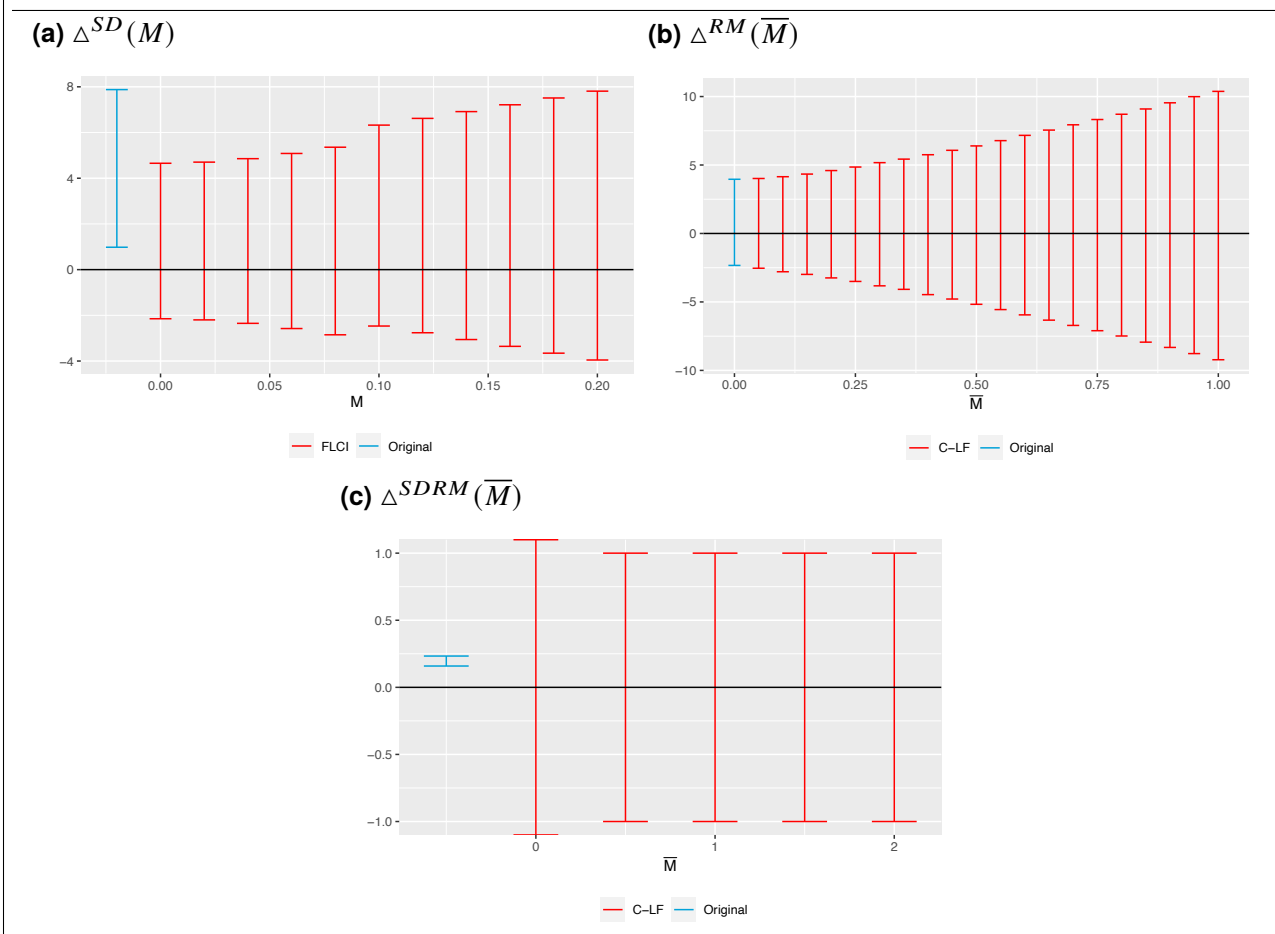 (a) △^{SD}(M)
8
4
0
−4
0.00 0.05 0.10 0.15 0.20
M
FLCI Original
(b) △^{RM}(M̅)
10
5
0
−5
−10
0.00 0.25 0.50 0.75 1.00
M̅
C−LF Original
(c) △^{SDRM}(M̅)
1.0
0.5
0.0
−0.5
−1.0
0 1 2
M̅
C−LF Original